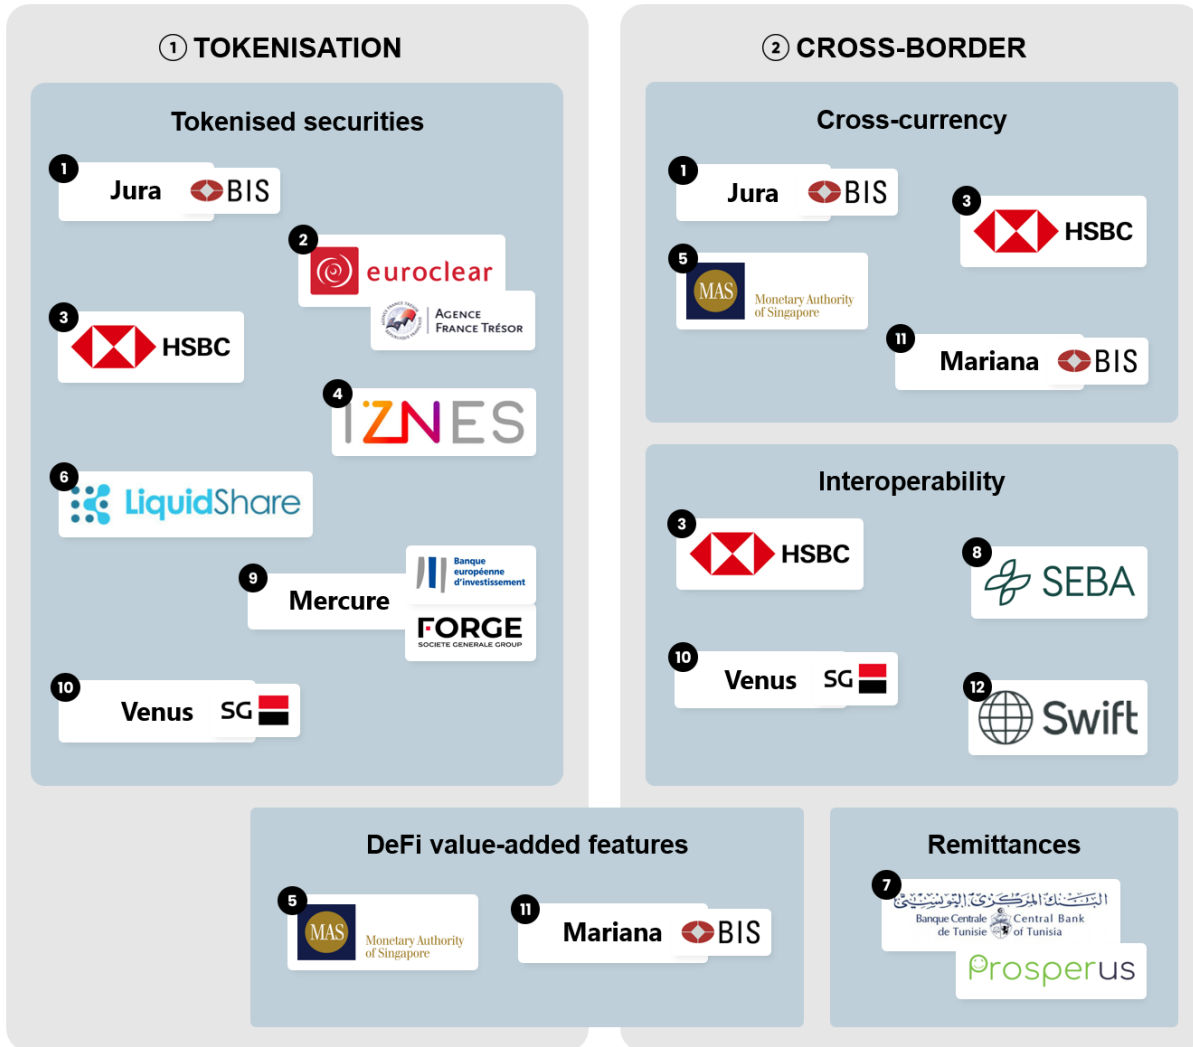 ① TOKENISATION
Tokenised securities
1
Jura
BIS
2
euroclear
AGENCE
FRANCE TRÉSOR
3
HSBC
4
IZNES
6
LiquidShare
9
Mercure
Banque
européenne
d'investissement
FORGE
SOCIETE GENERALE GROUP
10
Venus
SG
② CROSS-BORDER
Cross-currency
1
Jura
BIS
3
HSBC
5
MAS
Monetary Authority
of Singapore
11
Mariana
BIS
Interoperability
3
HSBC
8
SEBA
10
Venus
SG
12
Swift
DeFi value-added features
5
MAS
Monetary Authority
of Singapore
11
Mariana
BIS
Remittances
7
البنك المركزي التونسي
Banque Centrale Central Bank
de Tunisie of Tunisia
Prosperus